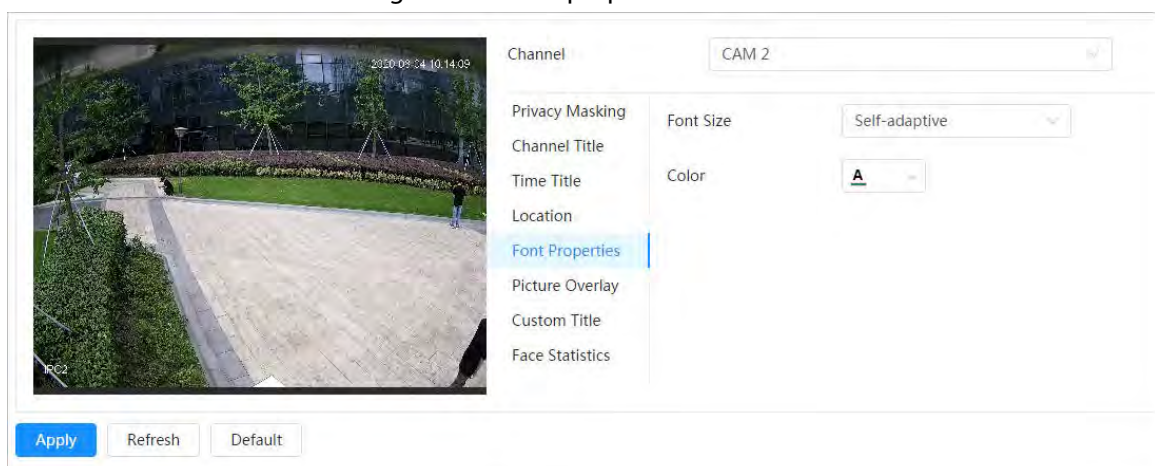 Channel
CAM 2
Privacy Masking
Channel Title
Time Title
Location
Font Properties
Picture Overlay
Custom Title
Face Statistics
Font Size
Self-adaptive
Color
A
IPC2
Apply
Refresh
Default